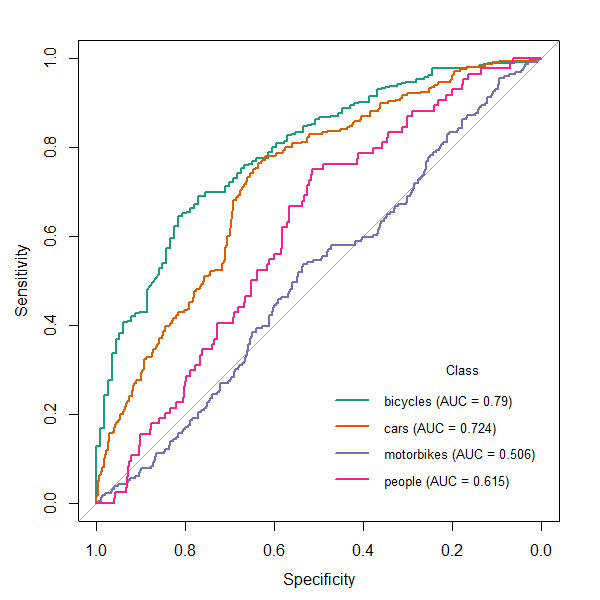 1.0
0.8
0.6
0.4
0.2
0.0
Sensitivity
Class
bicycles (AUC = 0.79)
cars (AUC = 0.724)
motorbikes (AUC = 0.506)
people (AUC = 0.615)
1.0 0.8 0.6 0.4 0.2 0.0
Specificity